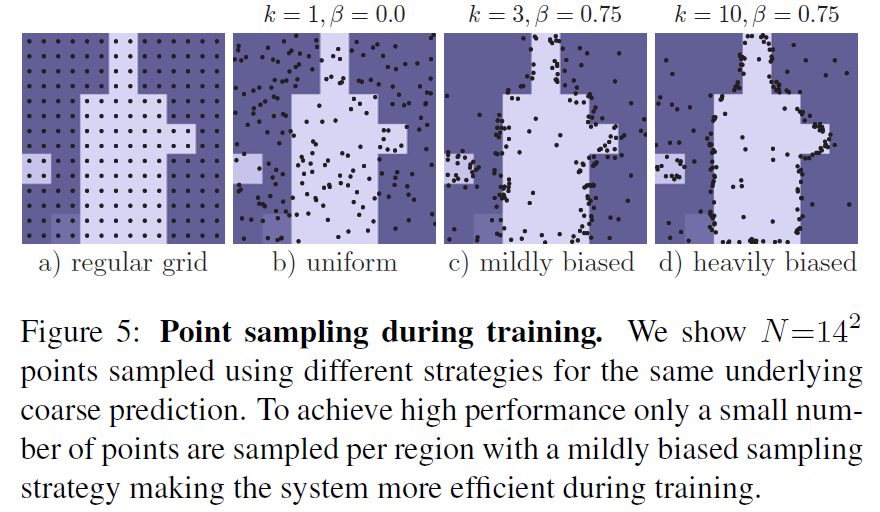 k = 1, β = 0.0 k = 3, β = 0.75 k = 10, β = 0.75
a) regular grid b) uniform c) mildly biased d) heavily biased
Figure 5: Point sampling during training. We show N=14²
points sampled using different strategies for the same underlying
coarse prediction. To achieve high performance only a small num-
ber of points are sampled per region with a mildly biased sampling
strategy making the system more efficient during training.